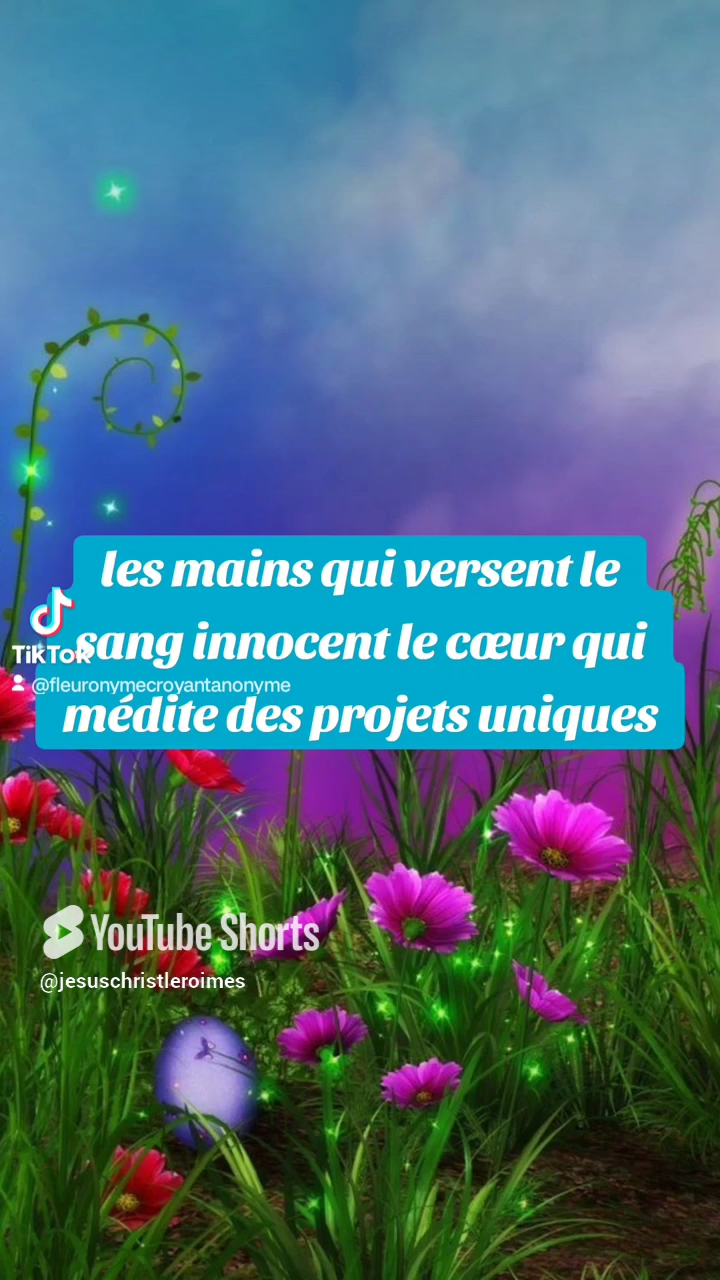 les mains qui versent le
sang innocent le cœur qui
médite des projets uniques
TikTok
@fleuronymecroyantanonyme
YouTube Shorts
@jesuschristleroimes